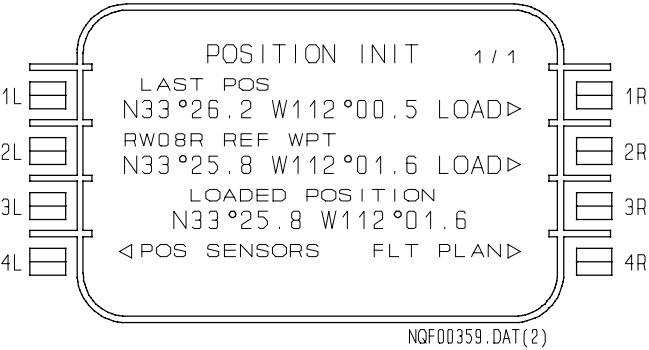 POSITION INIT 1/1
LAST POS
1L N33°26.2 W112°00.5 LOAD▷ 1R
RW08R REF WPT
2L N33°25.8 W112°01.6 LOAD▷ 2R
LOADED POSITION
3L N33°25.8 W112°01.6 3R
4L ◁POS SENSORS FLT PLAN▷ 4R
NQF00359.DAT(2)